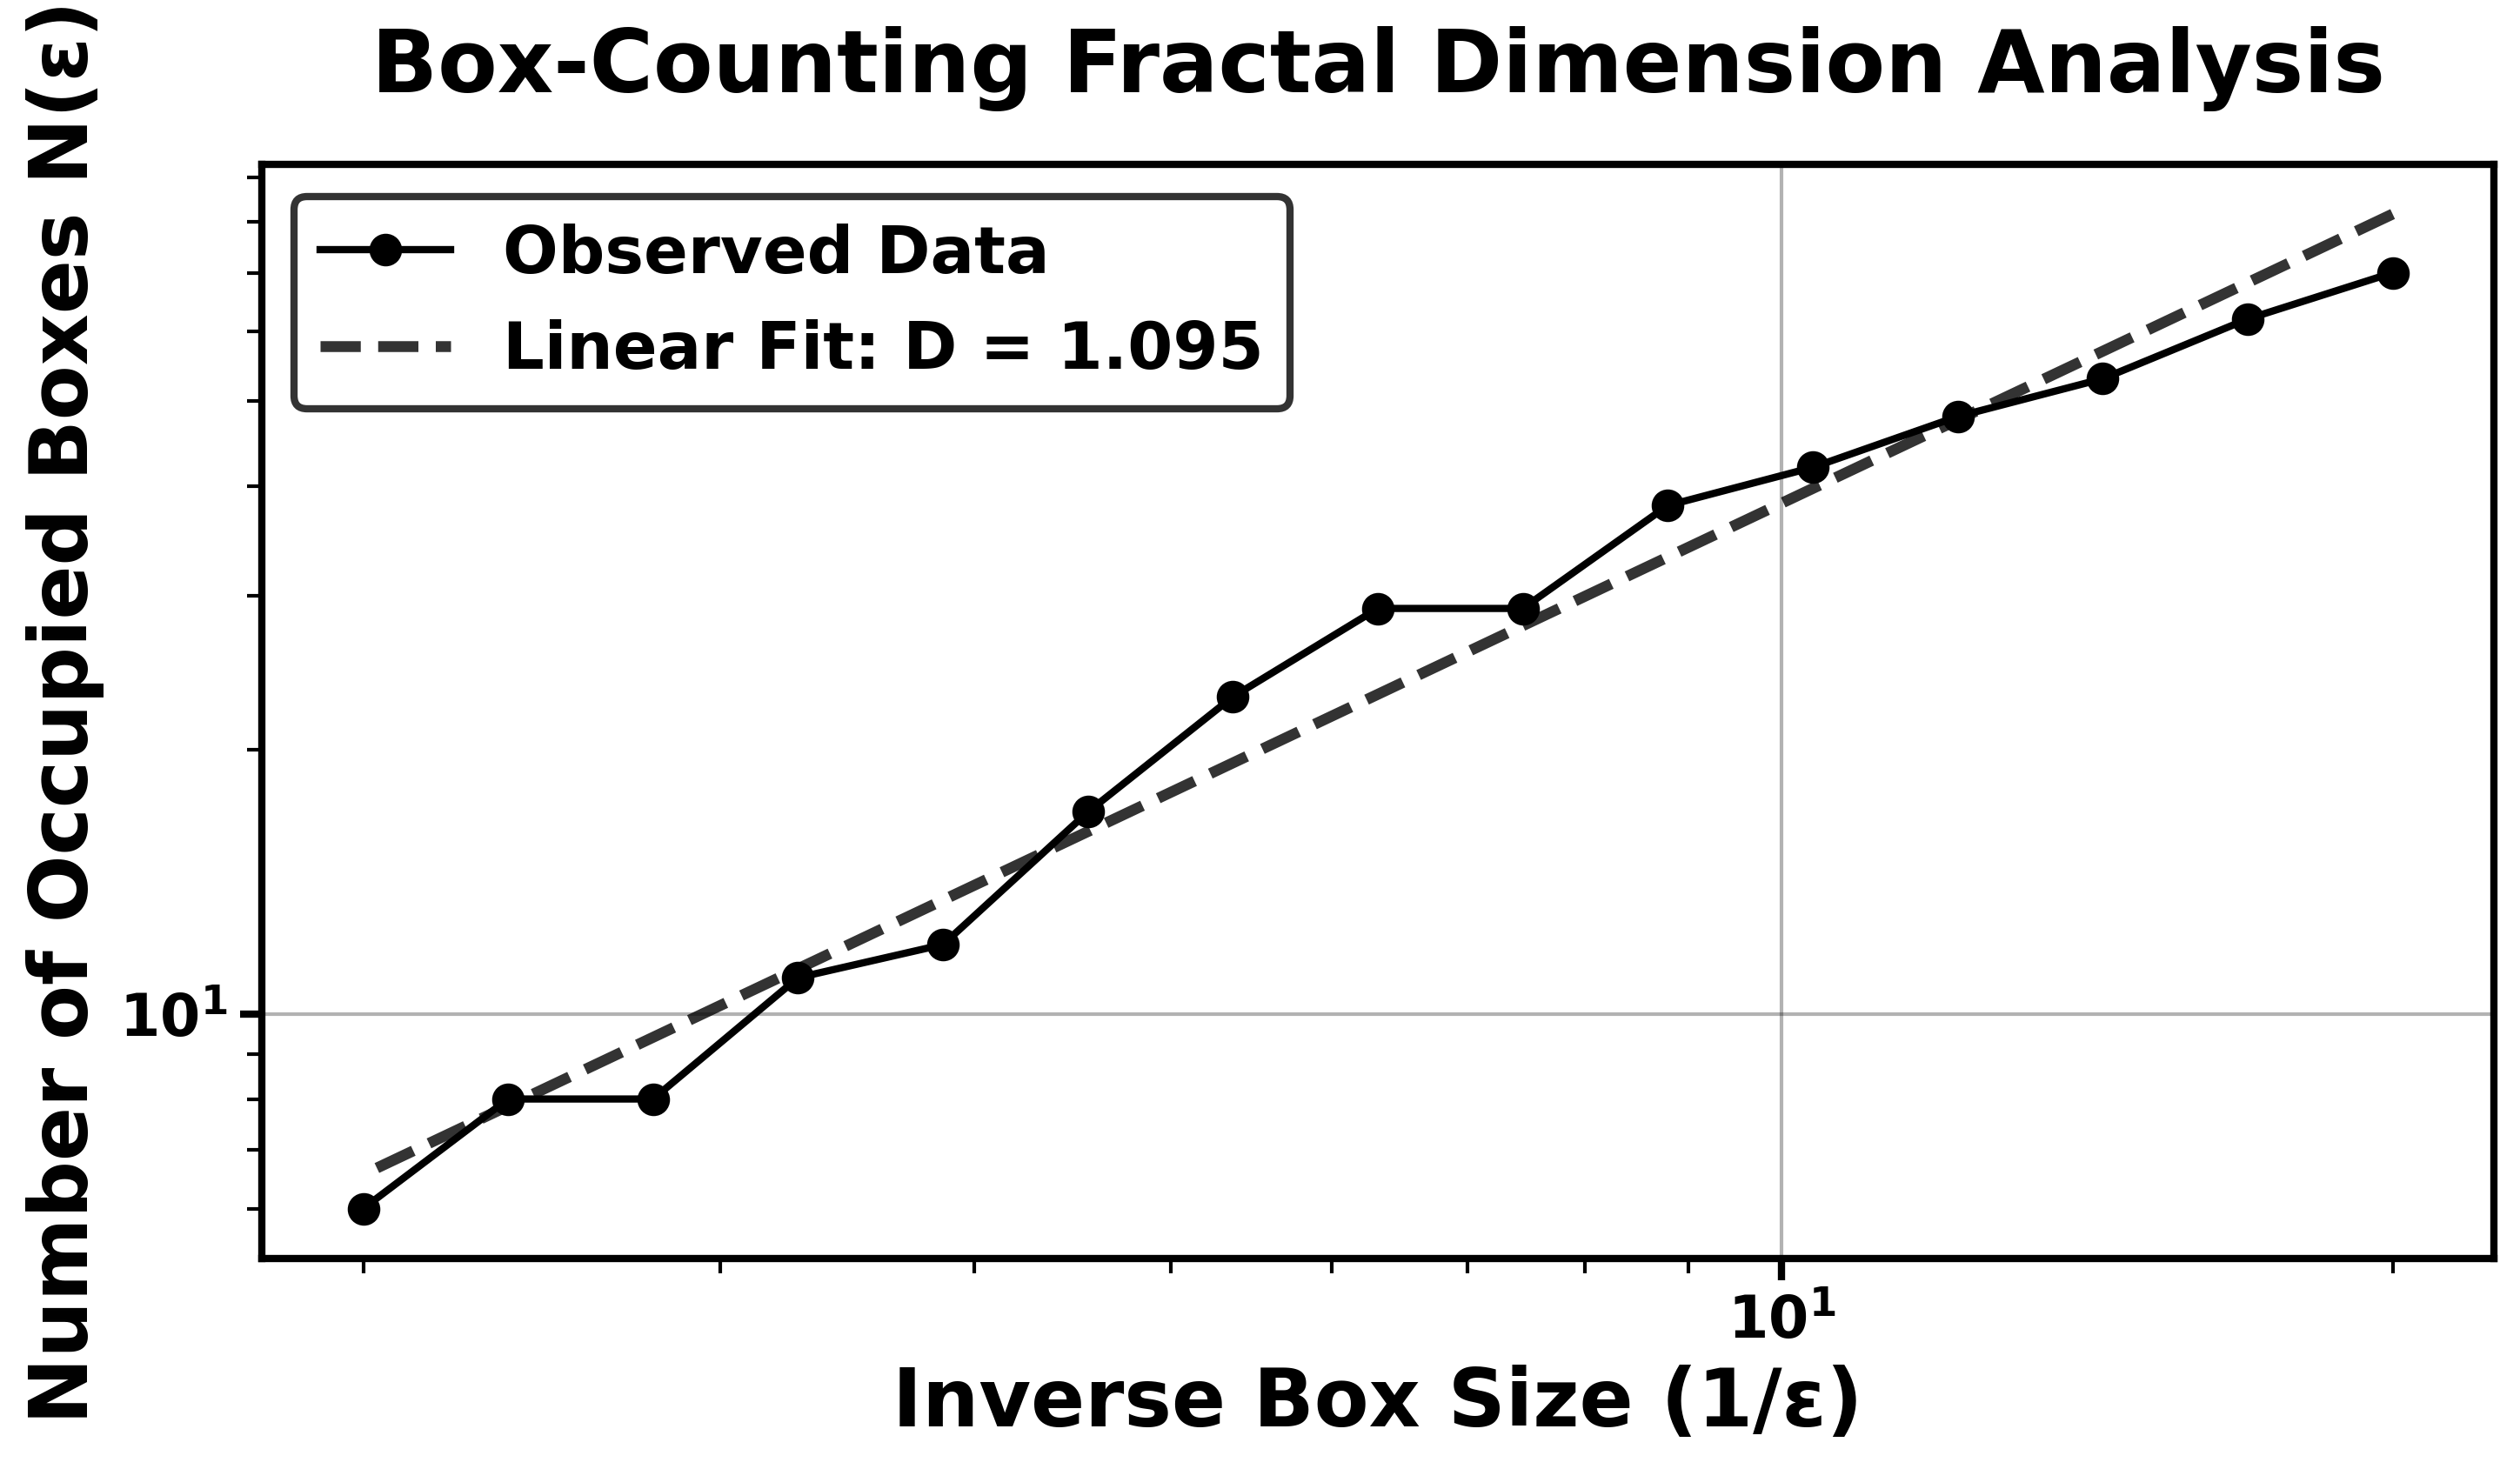 Box-Counting Fractal Dimension Analysis
Number of Occupied Boxes N(ε)
Observed Data
Linear Fit: D = 1.095
10¹
10¹
Inverse Box Size (1/ε)